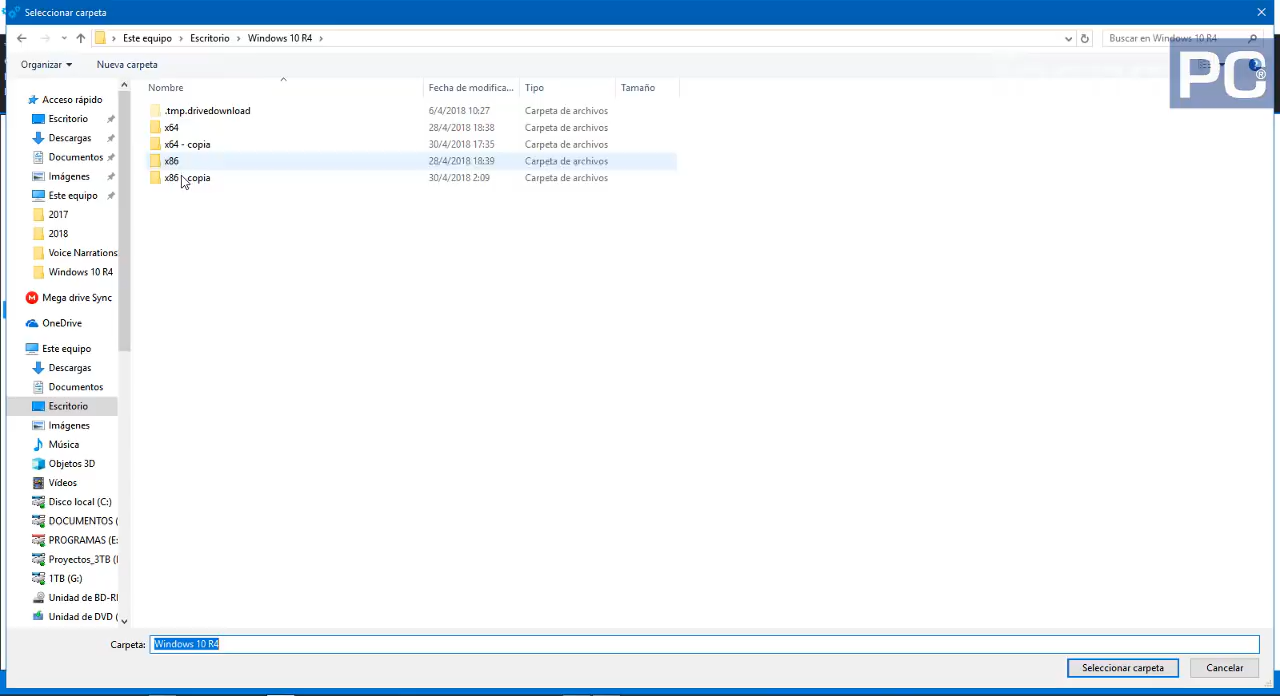 Seleccionar carpeta
Este equipo Escritorio Windows 10 R4
Buscar en Windows 10 R4
PC®
Organizar Nueva carpeta
Nombre Fecha de modifica... Tipo Tamaño
.tmp.drivedownload 6/4/2018 10:27 Carpeta de archivos
x64 28/4/2018 18:38 Carpeta de archivos
x64 - copia 30/4/2018 17:35 Carpeta de archivos
x86 28/4/2018 18:39 Carpeta de archivos
x86 - copia 30/4/2018 2:09 Carpeta de archivos
Acceso rápido
Escritorio
Descargas
Documentos
Imágenes
Este equipo
2017
2018
Voice Narrations
Windows 10 R4
Mega drive Sync
OneDrive
Este equipo
Descargas
Documentos
Escritorio
Imágenes
Música
Objetos 3D
Vídeos
Disco local (C:)
DOCUMENTOS (
PROGRAMAS (E:
Proyectos_3TB (
1TB (G:)
Unidad de BD-R
Unidad de DVD (
Carpeta: Windows 10 R4
Seleccionar carpeta Cancelar